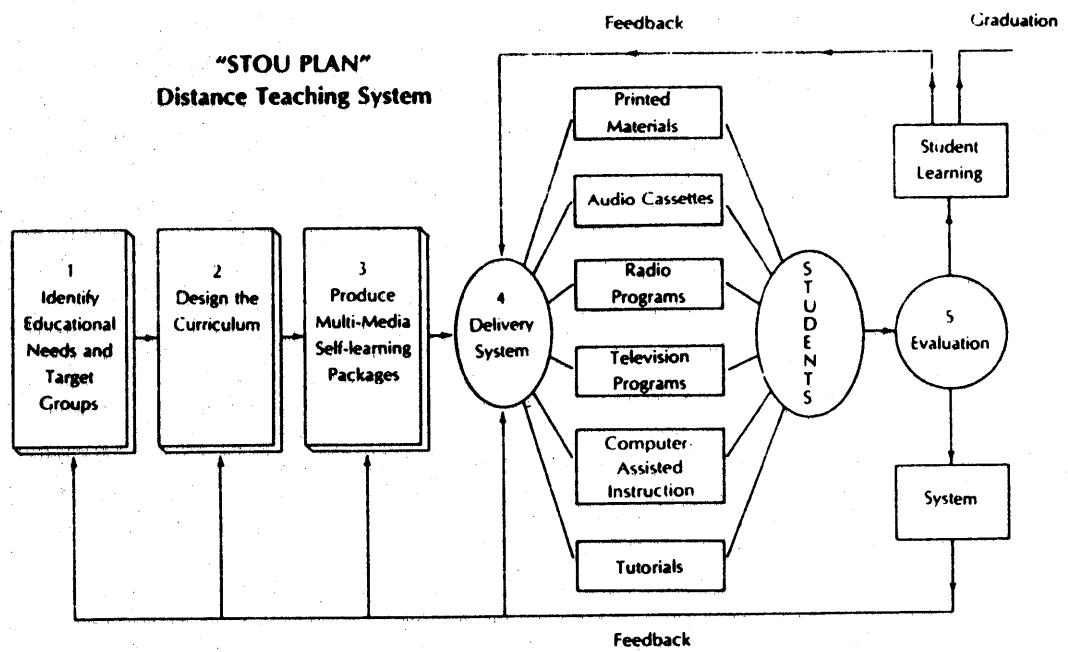 Feedback
Graduation
“STOU PLAN”
Distance Teaching System
1
Identify
Educational
Needs and
Target
Groups
2
Design the
Curriculum
3
Produce
Multi-Media
Self-learning
Packages
4
Delivery
System
Printed
Materials
Audio Cassettes
Radio
Programs
Television
Programs
Computer
Assisted
Instruction
Tutorials
STUDENTS
5
Evaluation
Student
Learning
System
Feedback